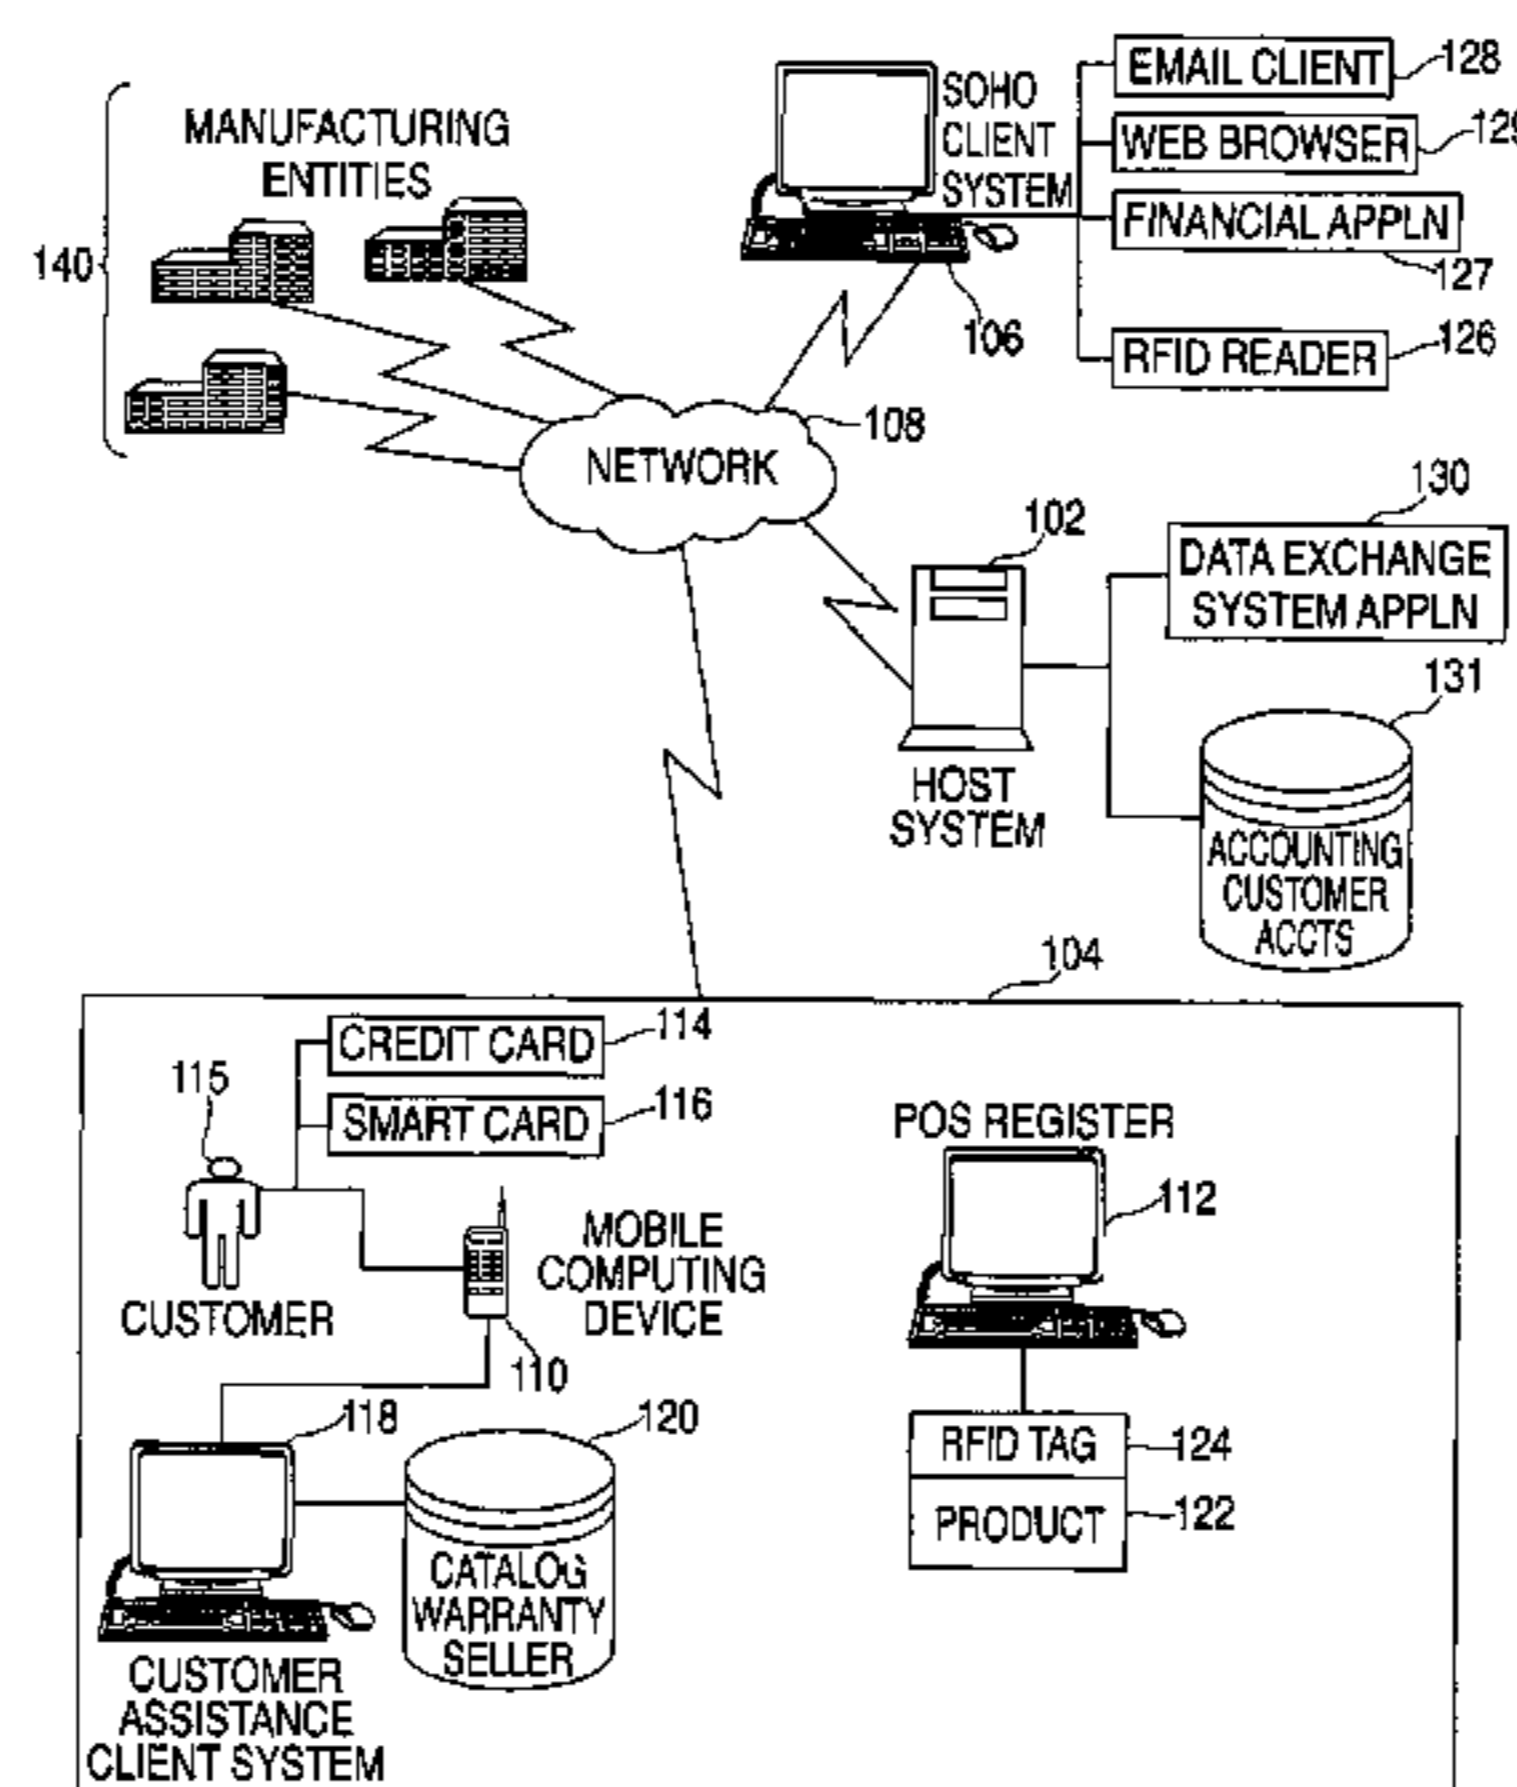 MANUFACTURING
ENTITIES
140
SOHO
CLIENT
SYSTEM
106
EMAIL CLIENT
128
WEB BROWSER
129
FINANCIAL APPLN
127
RFID READER
126
NETWORK
108
102
HOST
SYSTEM
130
DATA EXCHANGE
SYSTEM APPLN
131
ACCOUNTING
CUSTOMER
ACCTS
104
CREDIT CARD
114
SMART CARD
116
115
CUSTOMER
MOBILE
COMPUTING
DEVICE
110
POS REGISTER
112
RFID TAG
124
PRODUCT
122
118
CUSTOMER
ASSISTANCE
CLIENT SYSTEM
120
CATALOG
WARRANTY
SELLER